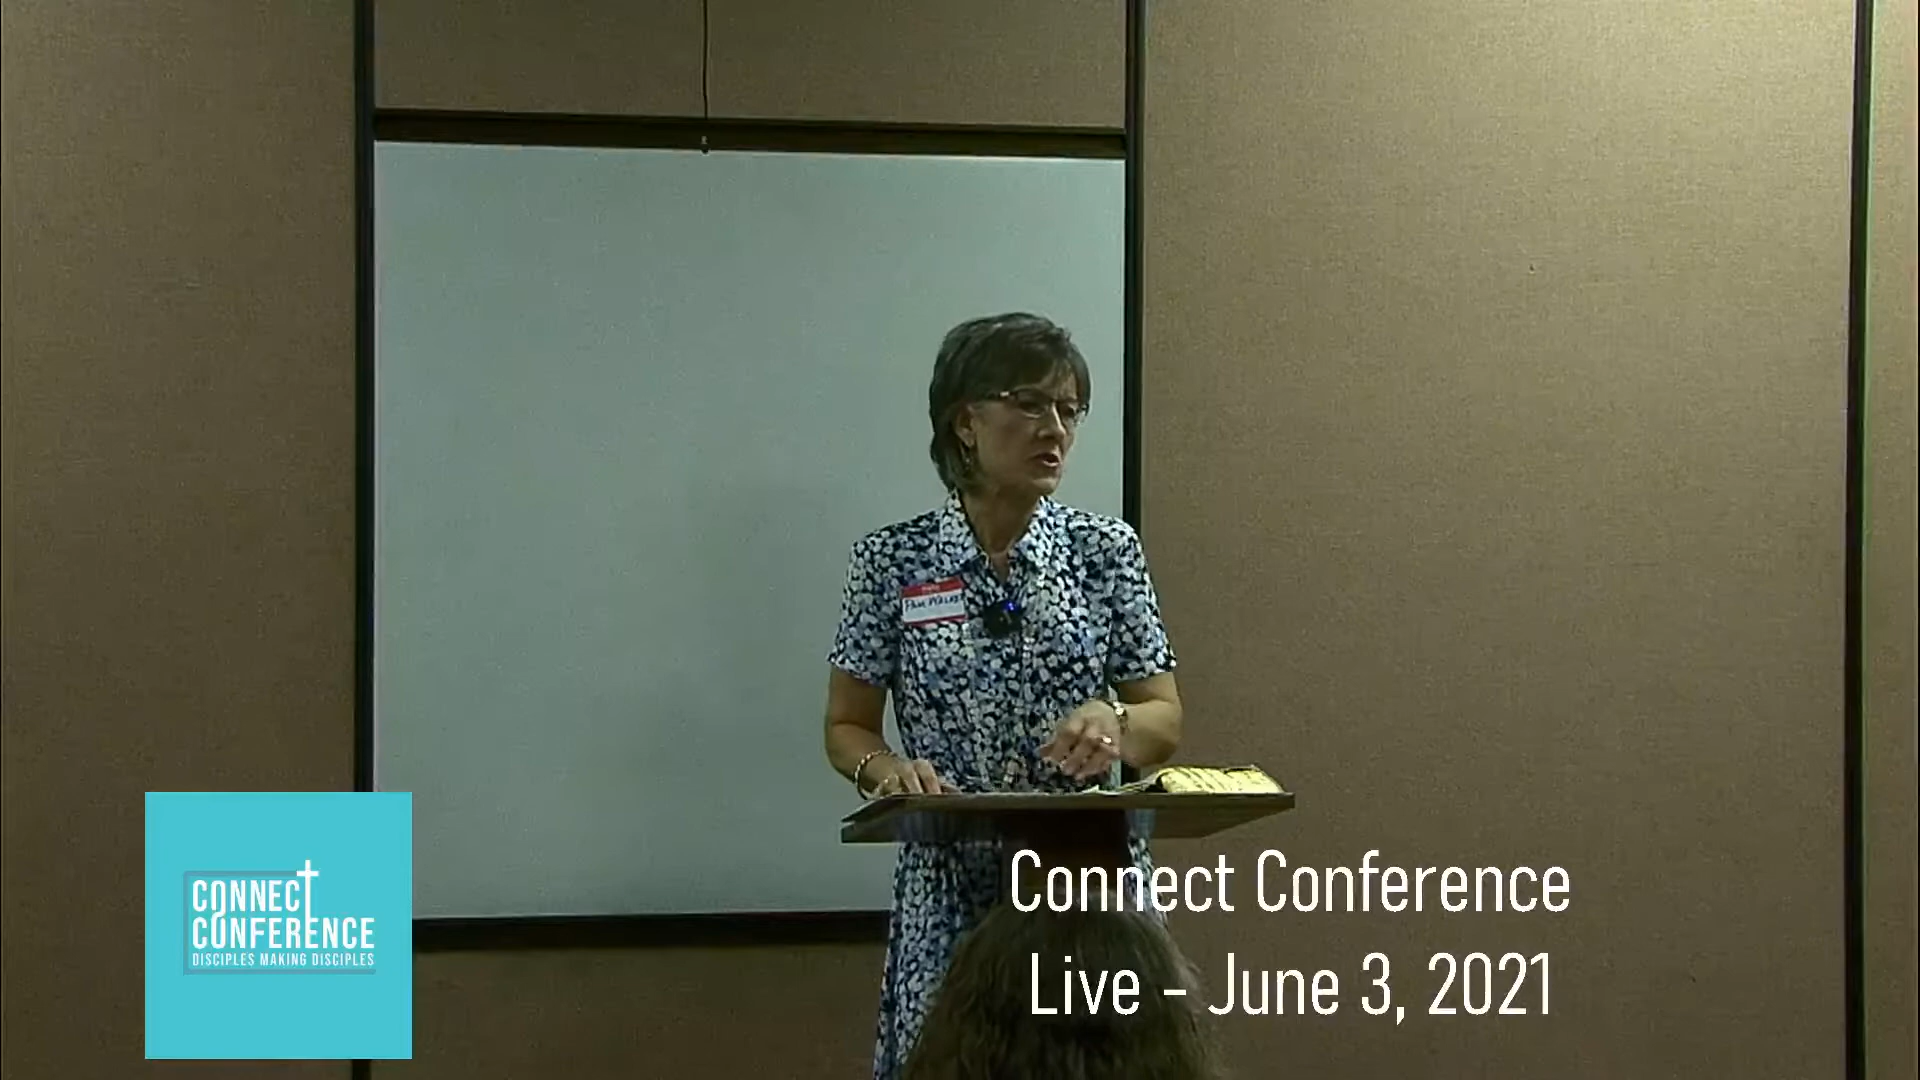 CONNECT
CONFERENCE
DISCIPLES MAKING DISCIPLES
Connect Conference
Live - June 3, 2021